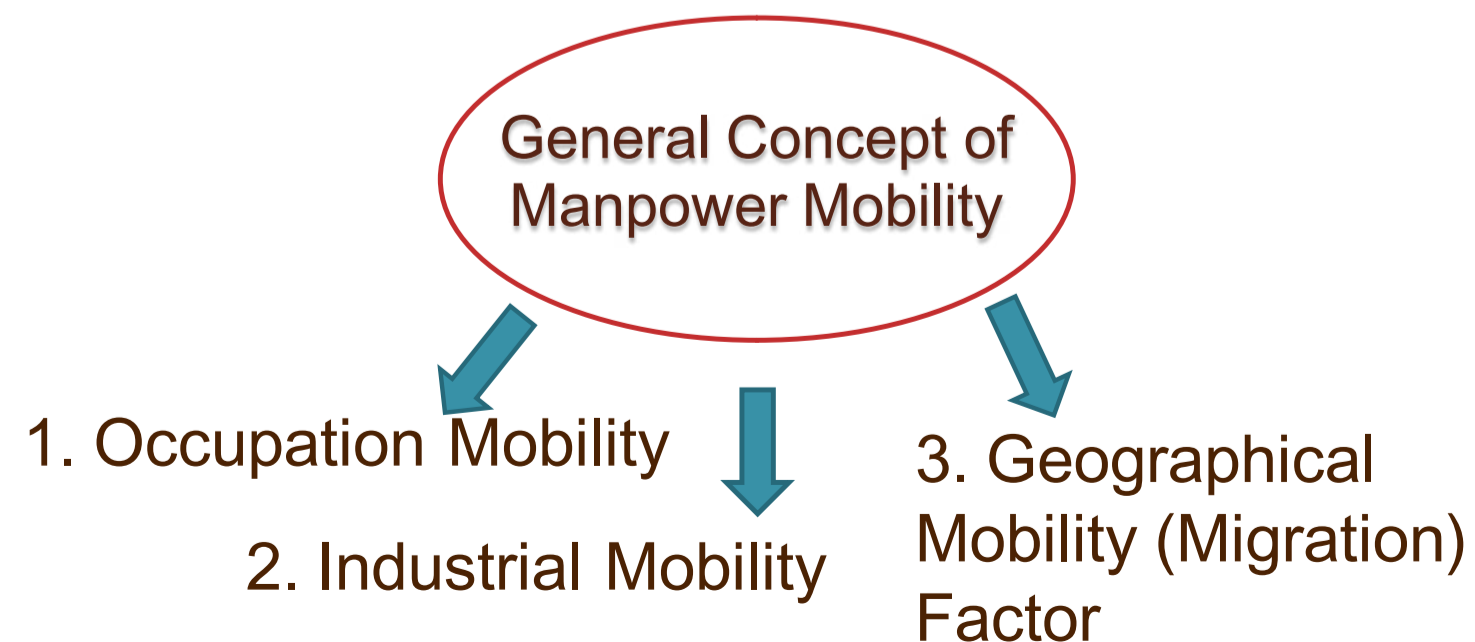 General Concept of
Manpower Mobility
1. Occupation Mobility
2. Industrial Mobility
3. Geographical
Mobility (Migration)
Factor